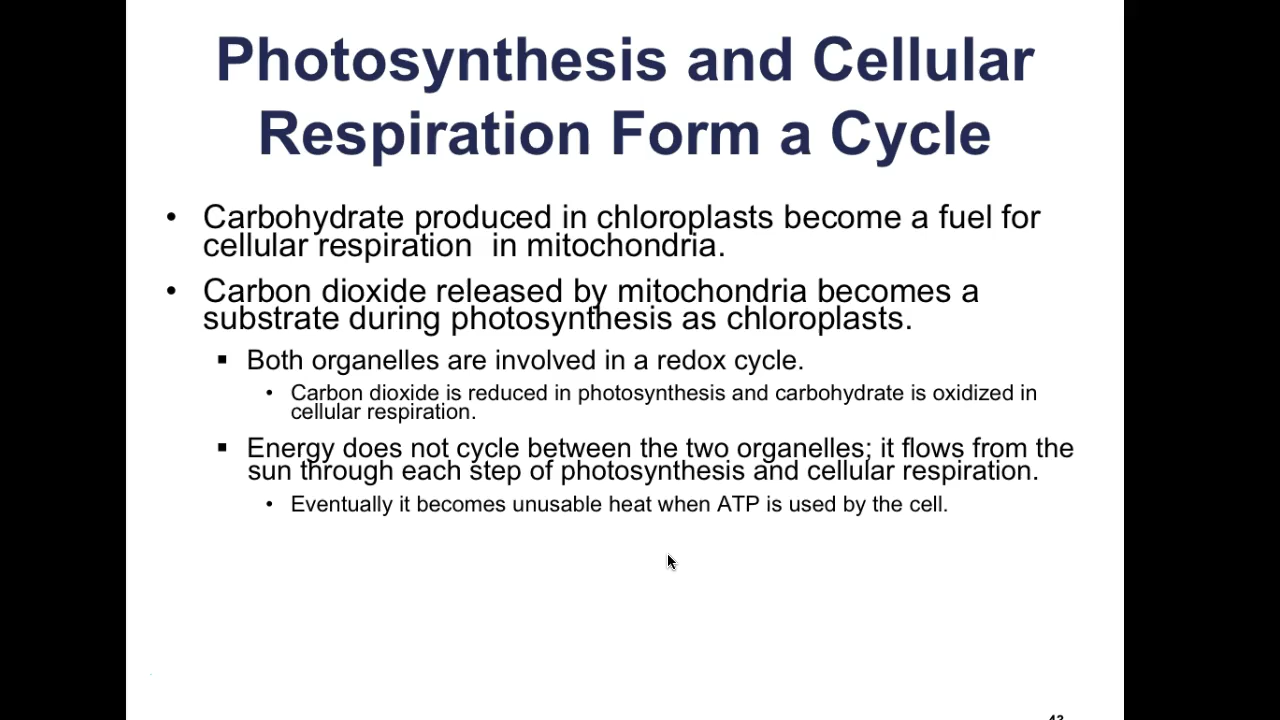 Photosynthesis and Cellular
Respiration Form a Cycle
• Carbohydrate produced in chloroplasts become a fuel for
cellular respiration  in mitochondria.
• Carbon dioxide released by mitochondria becomes a
substrate during photosynthesis as chloroplasts.
▪ Both organelles are involved in a redox cycle.
• Carbon dioxide is reduced in photosynthesis and carbohydrate is oxidized in
cellular respiration.
▪ Energy does not cycle between the two organelles; it flows from the
sun through each step of photosynthesis and cellular respiration.
• Eventually it becomes unusable heat when ATP is used by the cell.